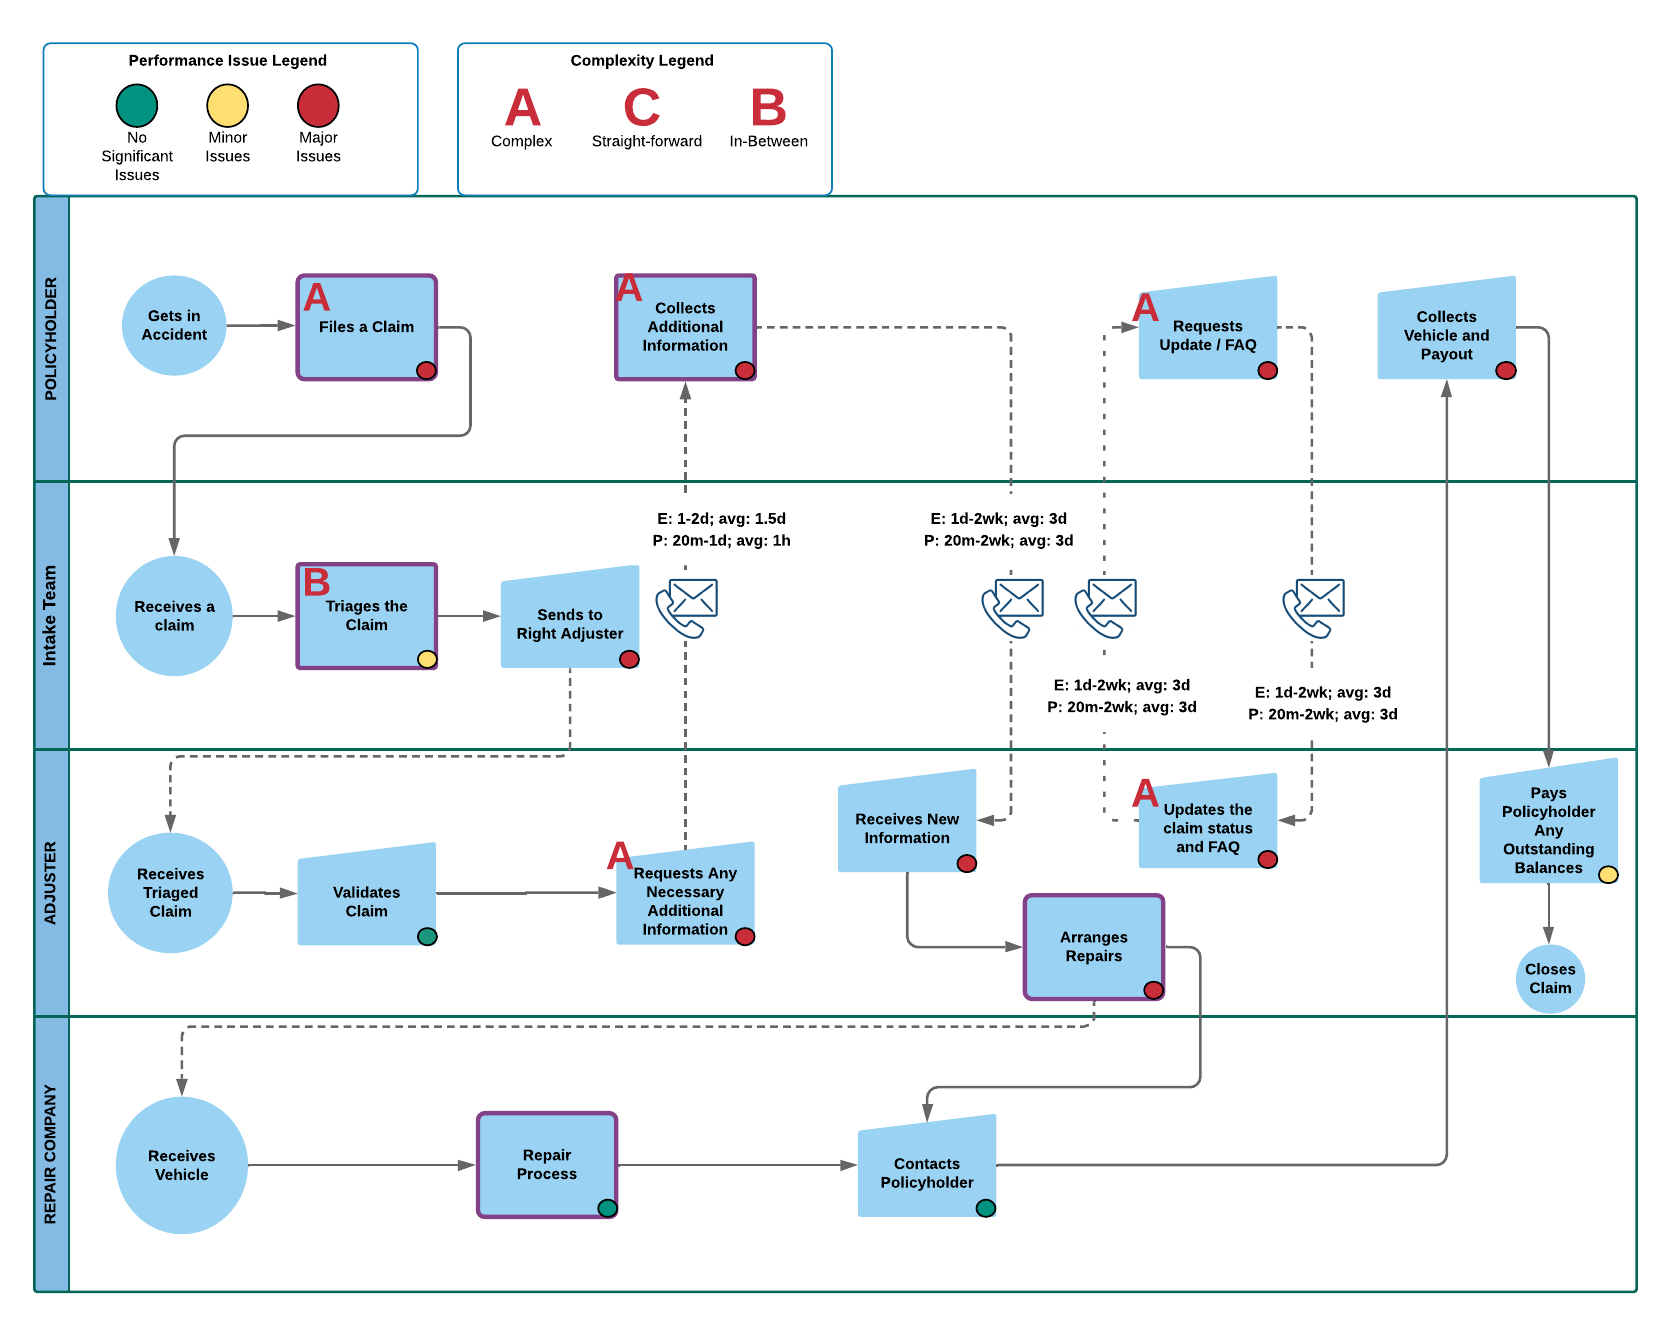 Performance Issue Legend
No
Significant
Issues
Minor
Issues
Major
Issues
Complexity Legend
A
Complex
C
Straight-forward
B
In-Between
POLICYHOLDER
Gets in
Accident
A
Files a Claim
A
Collects
Additional
Information
A
Requests
Update / FAQ
Collects
Vehicle and
Payout
Intake Team
Receives a
claim
B
Triages the
Claim
Sends to
Right Adjuster
E: 1-2d; avg: 1.5d
P: 20m-1d; avg: 1h
E: 1d-2wk; avg: 3d
P: 20m-2wk; avg: 3d
E: 1d-2wk; avg: 3d
P: 20m-2wk; avg: 3d
E: 1d-2wk; avg: 3d
P: 20m-2wk; avg: 3d
ADJUSTER
Receives
Triaged
Claim
Validates
Claim
A
Requests Any
Necessary
Additional
Information
Receives New
Information
Arranges
Repairs
A
Updates the
claim status
and FAQ
Pays
Policyholder
Any
Outstanding
Balances
Closes
Claim
REPAIR COMPANY
Receives
Vehicle
Repair
Process
Contacts
Policyholder